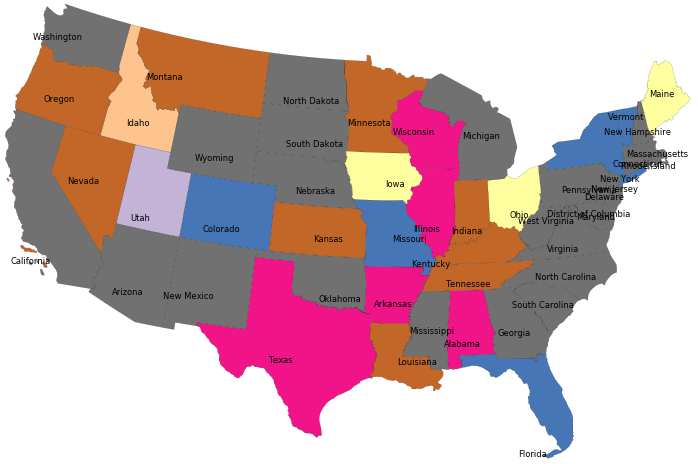 Washington
Maine
Montana
Oregon
North Dakota
Vermont
Minnesota
Idaho
Wisconsin
New Hampshire
Michigan
South Dakota
Massachusetts
Wyoming
Connecticut
Rhode Island
New York
Nevada
Iowa
Nebraska
Pennsylvania
New Jersey
Delaware
Utah
Ohio
District of Columbia
Maryland
West Virginia
Colorado
Illinois
Indiana
Kansas
Missouri
Virginia
California
Kentucky
North Carolina
Tennessee
Arizona
New Mexico
Oklahoma
Arkansas
South Carolina
Mississippi
Georgia
Alabama
Texas
Louisiana
Florida